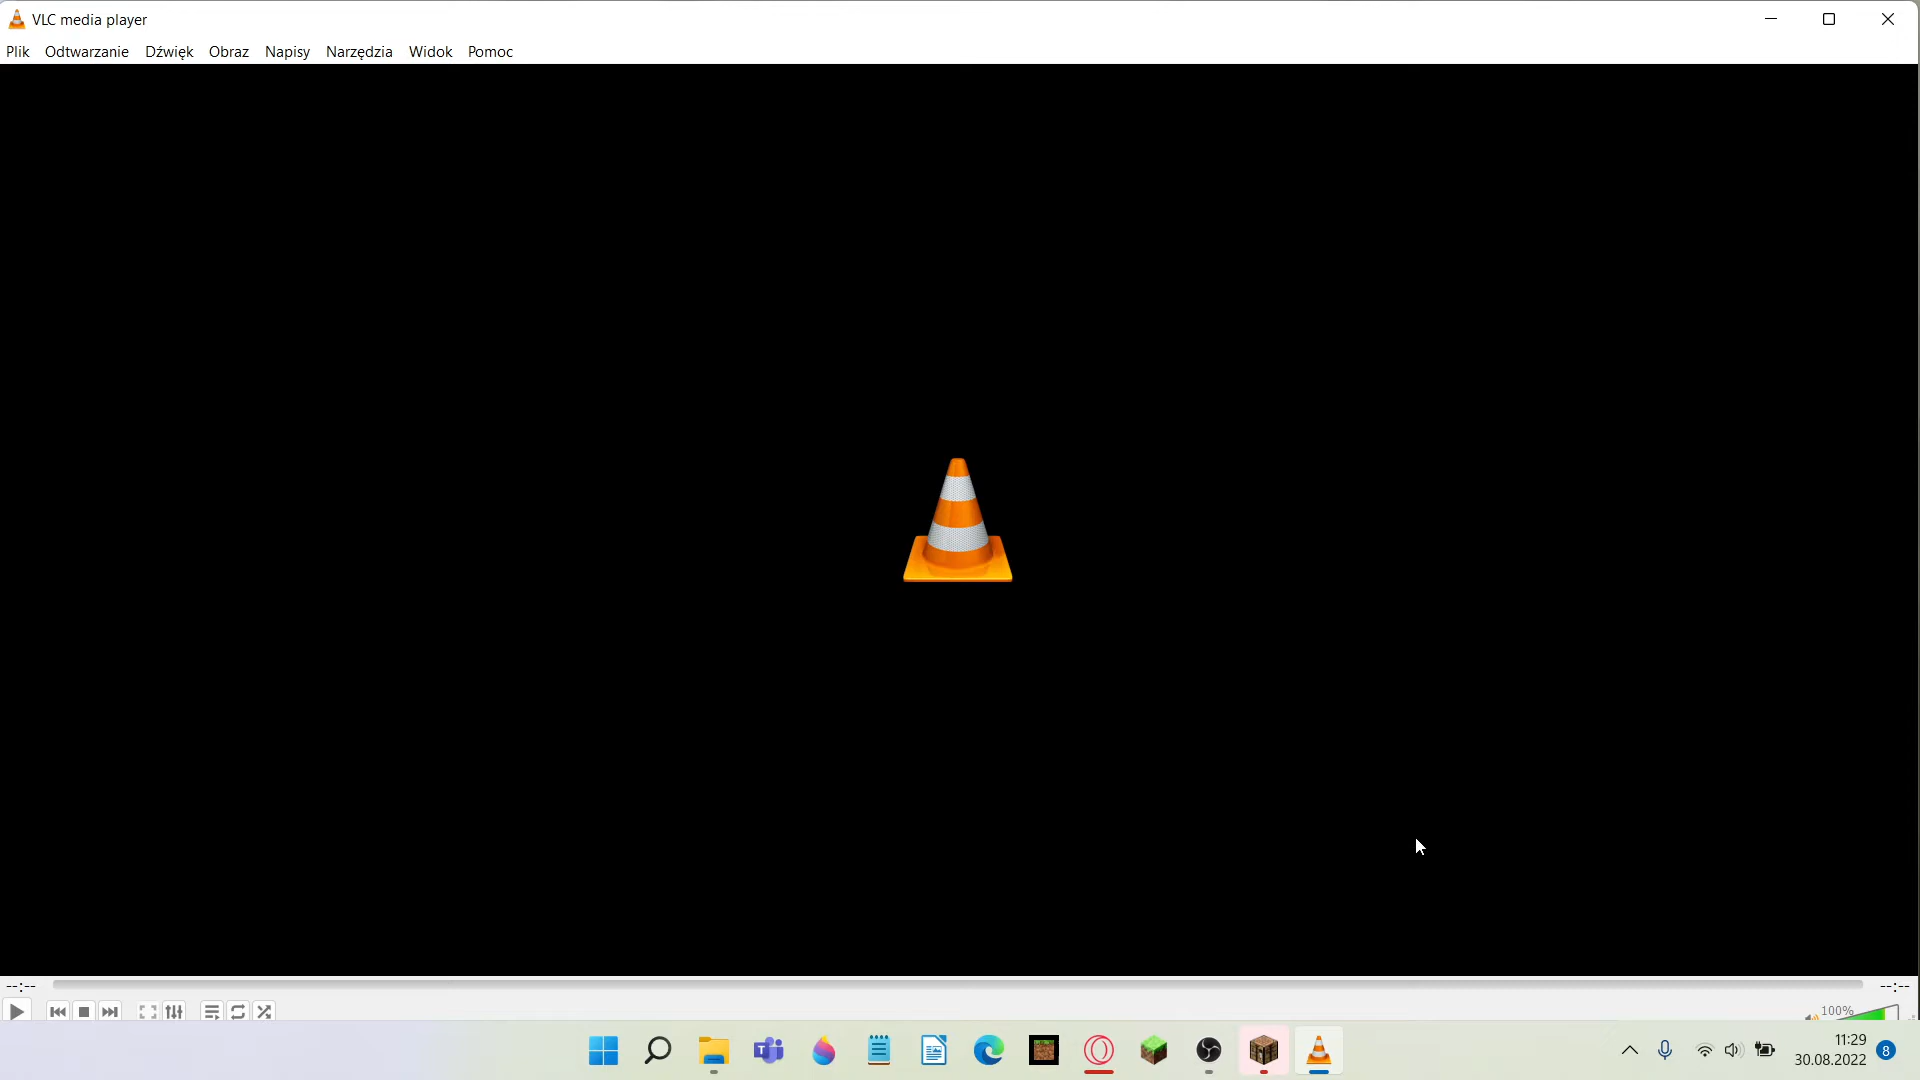 VLC media player
Plik Odtwarzanie Dźwięk Obraz Napisy Narzędzia Widok Pomoc
--:-- --:--
100%
11:29
30.08.2022 8